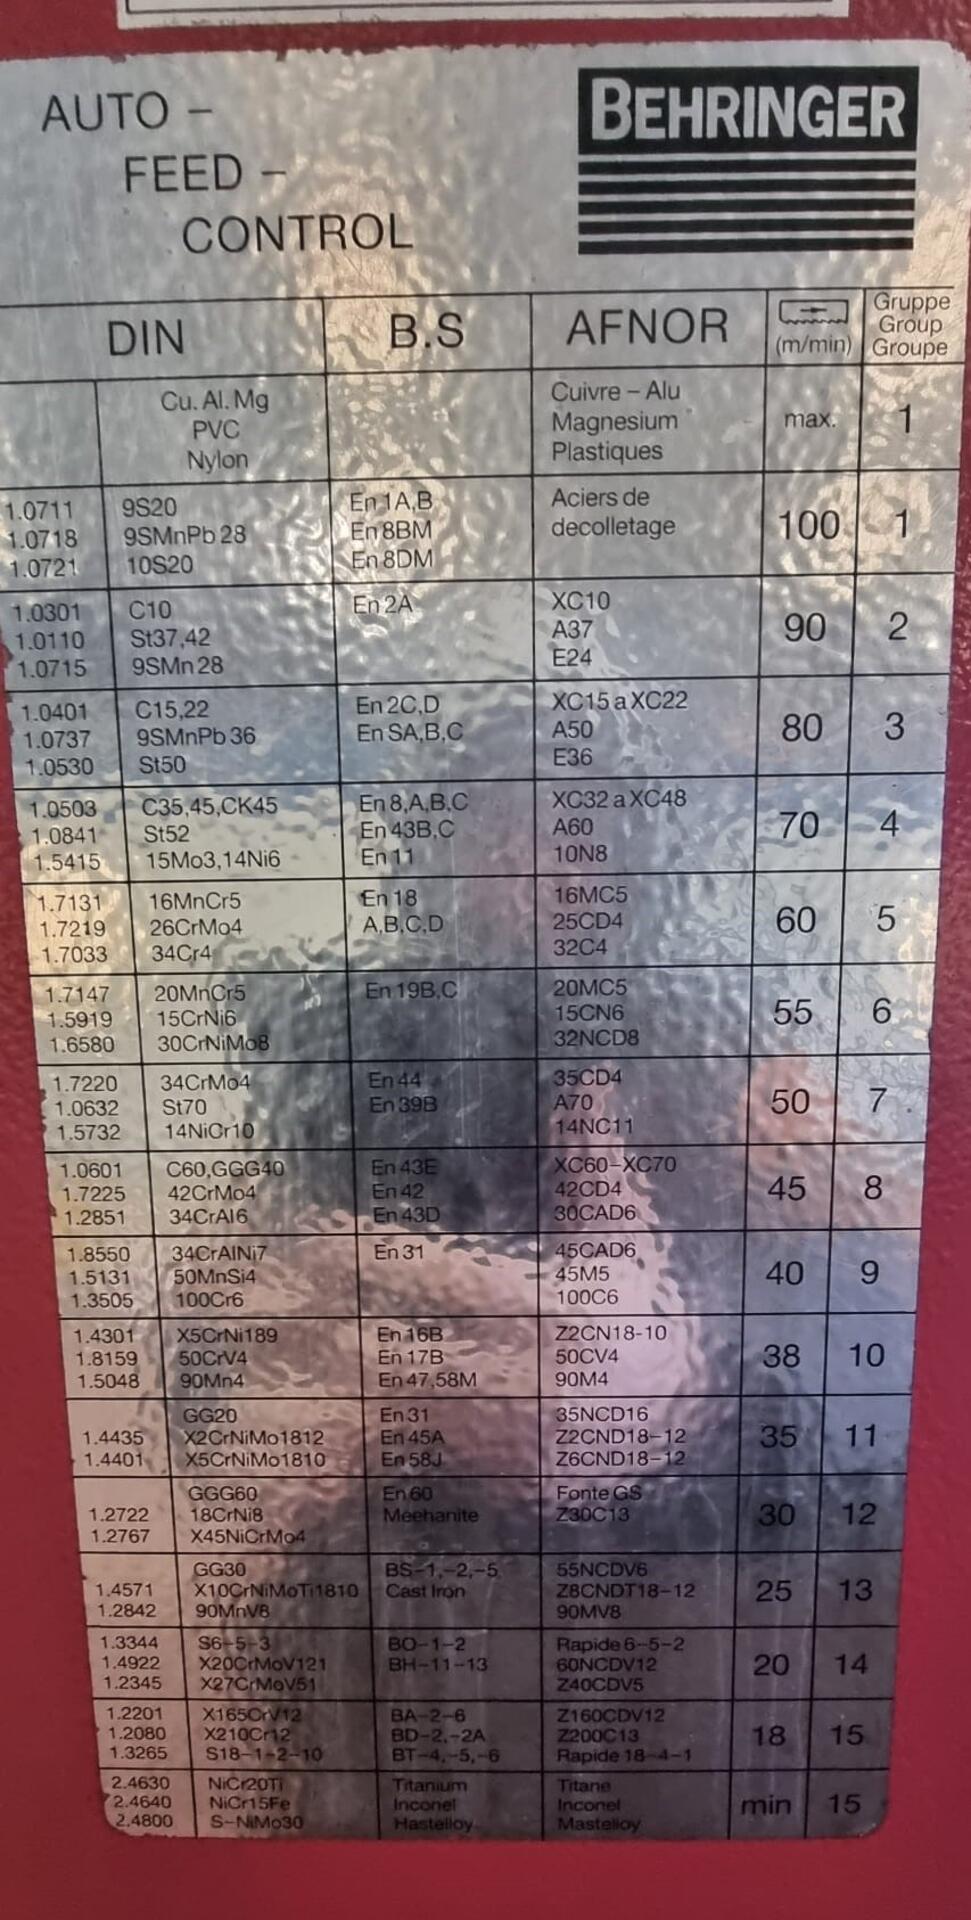 AUTO –
FEED –
CONTROL
BEHRINGER
DIN B.S AFNOR (m/min) Gruppe
Group
Groupe
Cu. Al. Mg Cuivre – Alu max. 1
PVC Magnesium
Nylon Plastiques
1.0711 9S20 En 1A,B Aciers de 100 1
1.0718 9SMnPb 28 En 8BM decolletage
1.0721 10S20 En 8DM
1.0301 C10 En 2A XC10 90 2
1.0110 St37,42 A37
1.0715 9SMn 28 E24
1.0401 C15,22 En 2C,D XC15 a XC22 80 3
1.0737 9SMnPb 36 En SA,B,C A50
1.0530 St50 E36
1.0503 C35,45,CK45 En 8,A,B,C XC32 a XC48 70 4
1.0841 St52 En 43B,C A60
1.5415 15Mo3,14Ni6 En 11 10N8
1.7131 16MnCr5 En 18 16MC5 60 5
1.7219 26CrMo4 A,B,C,D 25CD4
1.7033 34Cr4 32C4
1.7147 20MnCr5 En 19B,C 20MC5 55 6
1.5919 15CrNi6 15CN6
1.6580 30CrNiMo8 32NCD8
1.7220 34CrMo4 En 44 35CD4 50 7
1.0632 St70 En 39B A70
1.5732 14NiCr10 14NC11
1.0601 C60,GGG40 En 43E XC60–XC70 45 8
1.7225 42CrMo4 En 42 42CD4
1.2851 34CrAl6 En 43D 30CAD6
1.8550 34CrAlNi7 En 31 45CAD6 40 9
1.5131 50MnSi4 45M5
1.3505 100Cr6 100C6
1.4301 X5CrNi189 En 16B Z2CN18-10 38 10
1.8159 50CrV4 En 17B 50CV4
1.5048 90Mn4 En 47,58M 90M4
GG20 En 31 35NCD16 35 11
1.4435 X2CrNiMo1812 En 45A Z2CND18–12
1.4401 X5CrNiMo1810 En 58J Z6CND18–12
GGG60 En 60 Fonte GS 30 12
1.2722 18CrNi8 Meehanite Z30C13
1.2767 X45NiCrMo4
GG30 BS–1,–2,–5 55NCDV6 25 13
1.4571 X10CrNiMoTi1810 Cast Iron Z8CNDT18–12
1.2842 90MnV8 90MV8
1.3344 S6–5–3 BO–1–2 Rapide 6–5–2 20 14
1.4922 X20CrMoV121 BH–11–13 60NCDV12
1.2345 X27CrMoV51 Z40CDV5
1.2201 X165CrV12 BA–2–6 Z160CDV12 18 15
1.2080 X210Cr12 BD–2,–2A Z200C13
1.3265 S18–1–2–10 BT–4,–5,–6 Rapide 18–4–1
2.4630 NiCr20Ti Titanium Titane min 15
2.4640 NiCr15Fe Inconel Inconel
2.4800 S–NiMo30 Hastelloy Mastelloy